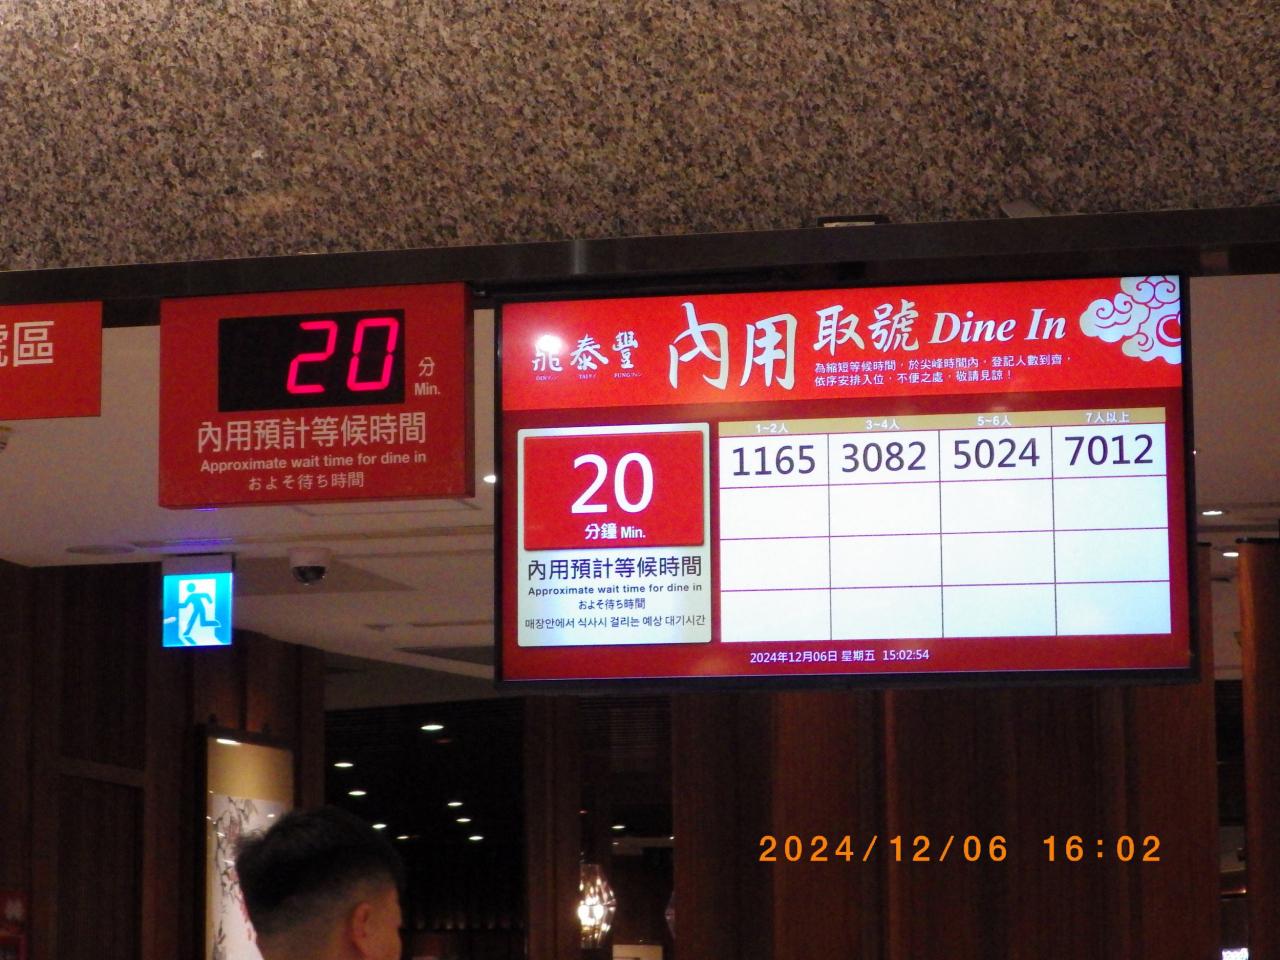 號區
20 分
Min.
內用預計等候時間
Approximate wait time for dine in
およそ待ち時間
鼎泰豐
內用取號 Dine In
為縮短等候時間,於尖峰時間內,登記人數到齊,
依序安排入位,不便之處,敬請見諒!
20
分鐘 Min.
內用預計等候時間
Approximate wait time for dine in
およそ待ち時間
매장안에서 식사시 걸리는 예상 대기시간
1~2人 3~4人 5~6人 7人以上
1165 3082 5024 7012
2024年12月06日 星期五 15:02:54
2024/12/06 16:02